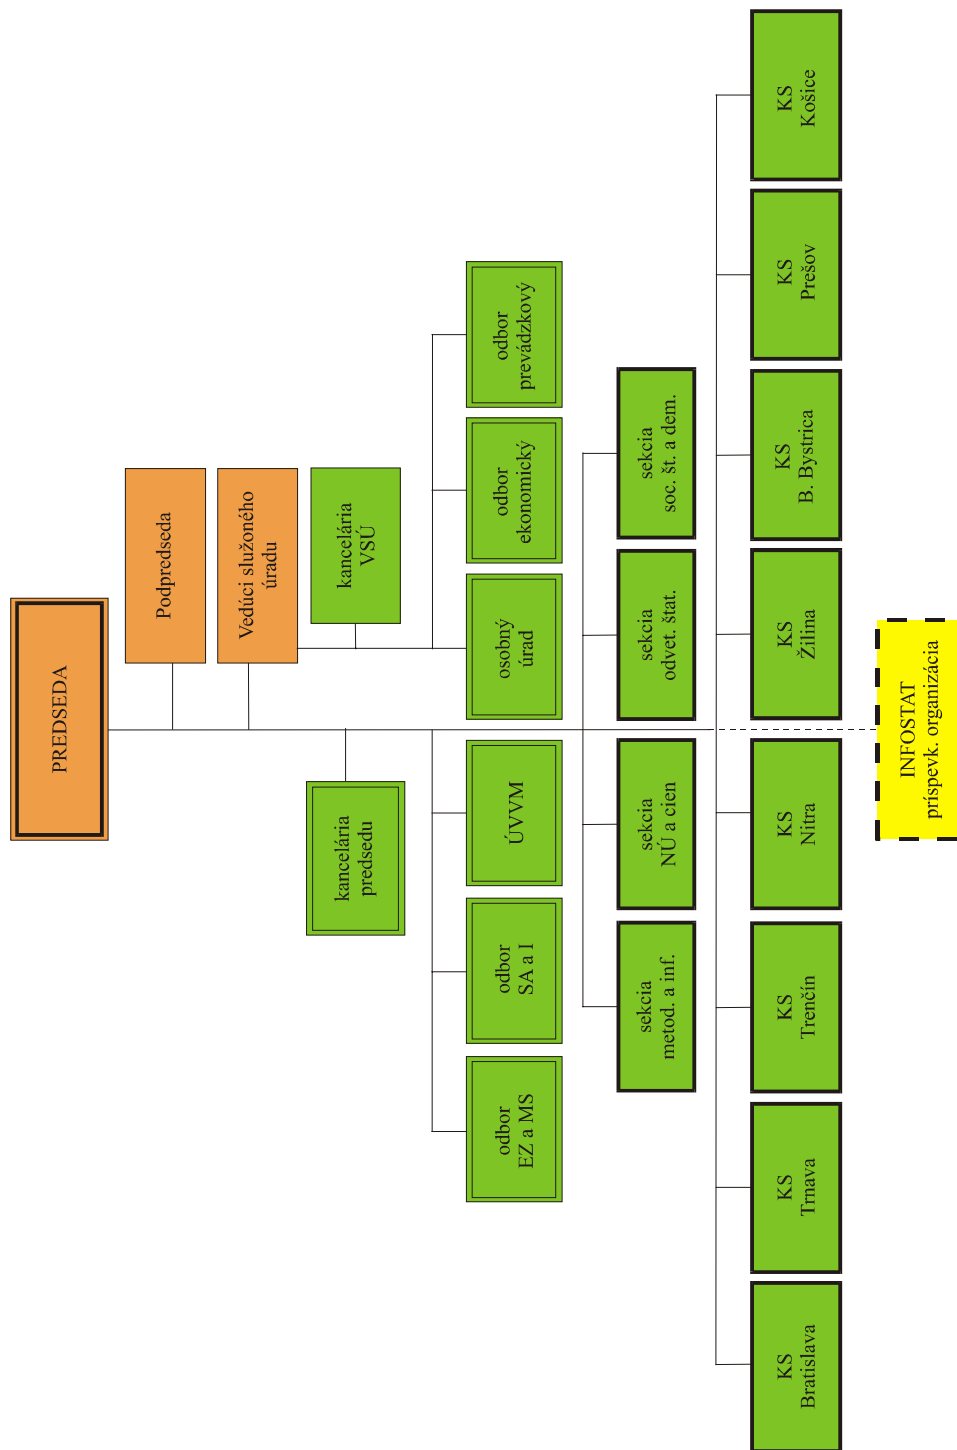 PREDSEDA
Podpredseda
Vedúci služoného
úradu
kancelária
predsedu
kancelária
VSÚ
odbor
EZ a MS
odbor
SA a I
ÚVVM
osobný
úrad
odbor
ekonomický
odbor
prevádzkový
sekcia
metod. a inf.
sekcia
NÚ a cien
sekcia
odvet. štat.
sekcia
soc. št. a dem.
KS
Bratislava
KS
Trnava
KS
Trenčín
KS
Nitra
KS
Žilina
KS
B. Bystrica
KS
Prešov
KS
Košice
INFOSTAT
príspevk. organizácia